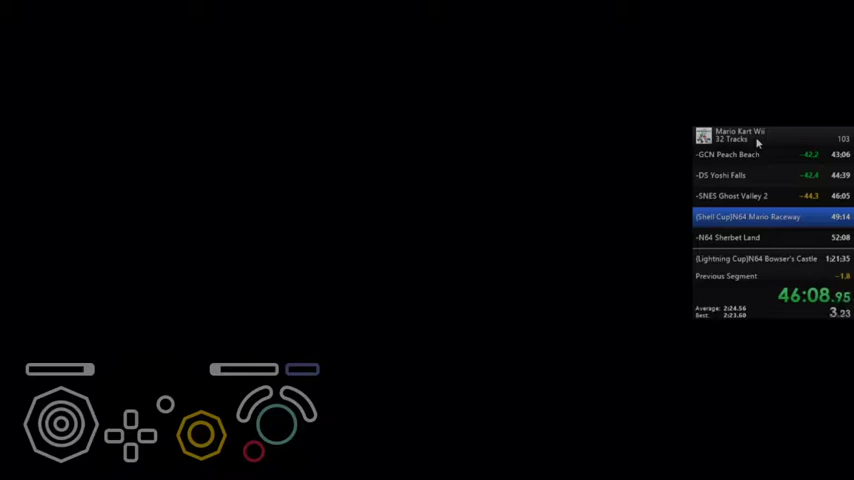 Mario Kart Wii
32 Tracks 103
-GCN Peach Beach -42.2 43:06
-DS Yoshi Falls -42.4 44:39
-SNES Ghost Valley 2 -44.3 46:05
(Shell Cup)N64 Mario Raceway 49:14
-N64 Sherbet Land 52:08
(Lightning Cup)N64 Bowser's Castle 1:21:35
Previous Segment -1.8
46:08.95
Average: 2:24.56
Best: 2:23.60
3.23